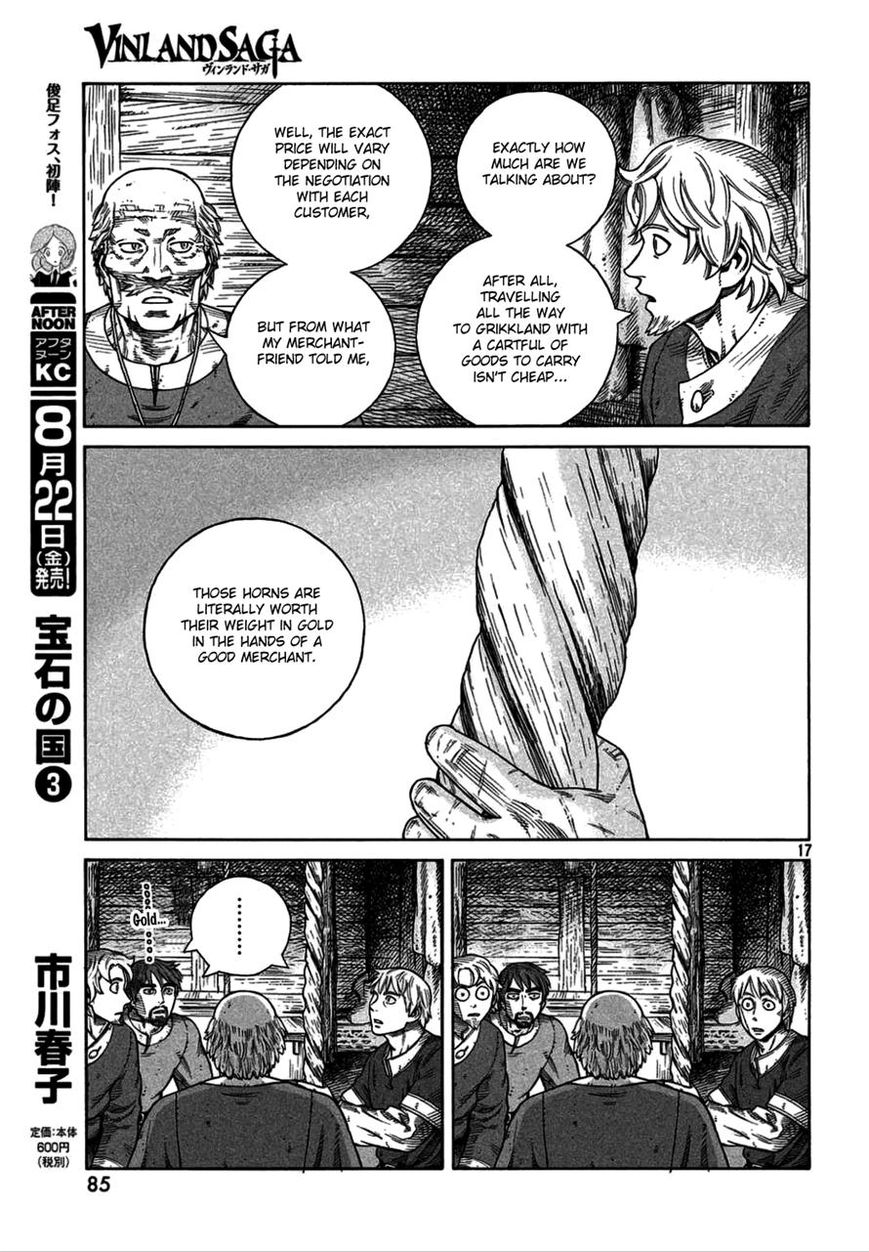 VINLAND SAGA
ヴィンランド・サガ
EXACTLY HOW
MUCH ARE WE
TALKING ABOUT?
AFTER ALL,
TRAVELLING
ALL THE WAY
TO GRIKKLAND WITH
A CARTFUL OF
GOODS TO CARRY
ISN'T CHEAP...
WELL, THE EXACT
PRICE WILL VARY
DEPENDING ON
THE NEGOTIATION
WITH EACH
CUSTOMER,
BUT FROM WHAT
MY MERCHANT-
FRIEND TOLD ME,
THOSE HORNS ARE
LITERALLY WORTH
THEIR WEIGHT IN GOLD
IN THE HANDS OF A
GOOD MERCHANT.
17
.........
Gold...
俊足フォス、初陣!
AFTER
NOON
アフタ
ヌーン
KC
8月22日(金)発売!
宝石の国3
市川春子
定価:本体
600円
(税別)
85